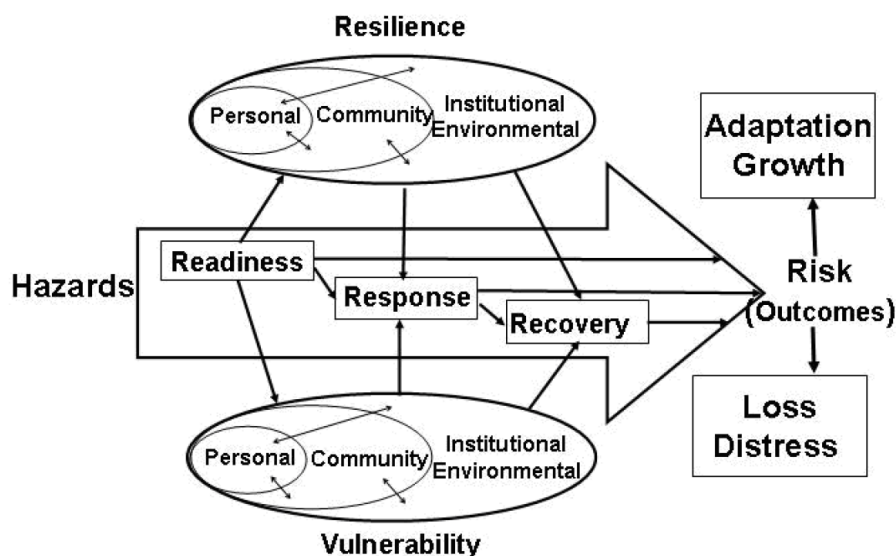 Resilience
Personal
Community
Institutional
Environmental
Adaptation
Growth
Hazards
Readiness
Response
Recovery
Risk
(Outcomes)
Personal
Community
Institutional
Environmental
Loss
Distress
Vulnerability